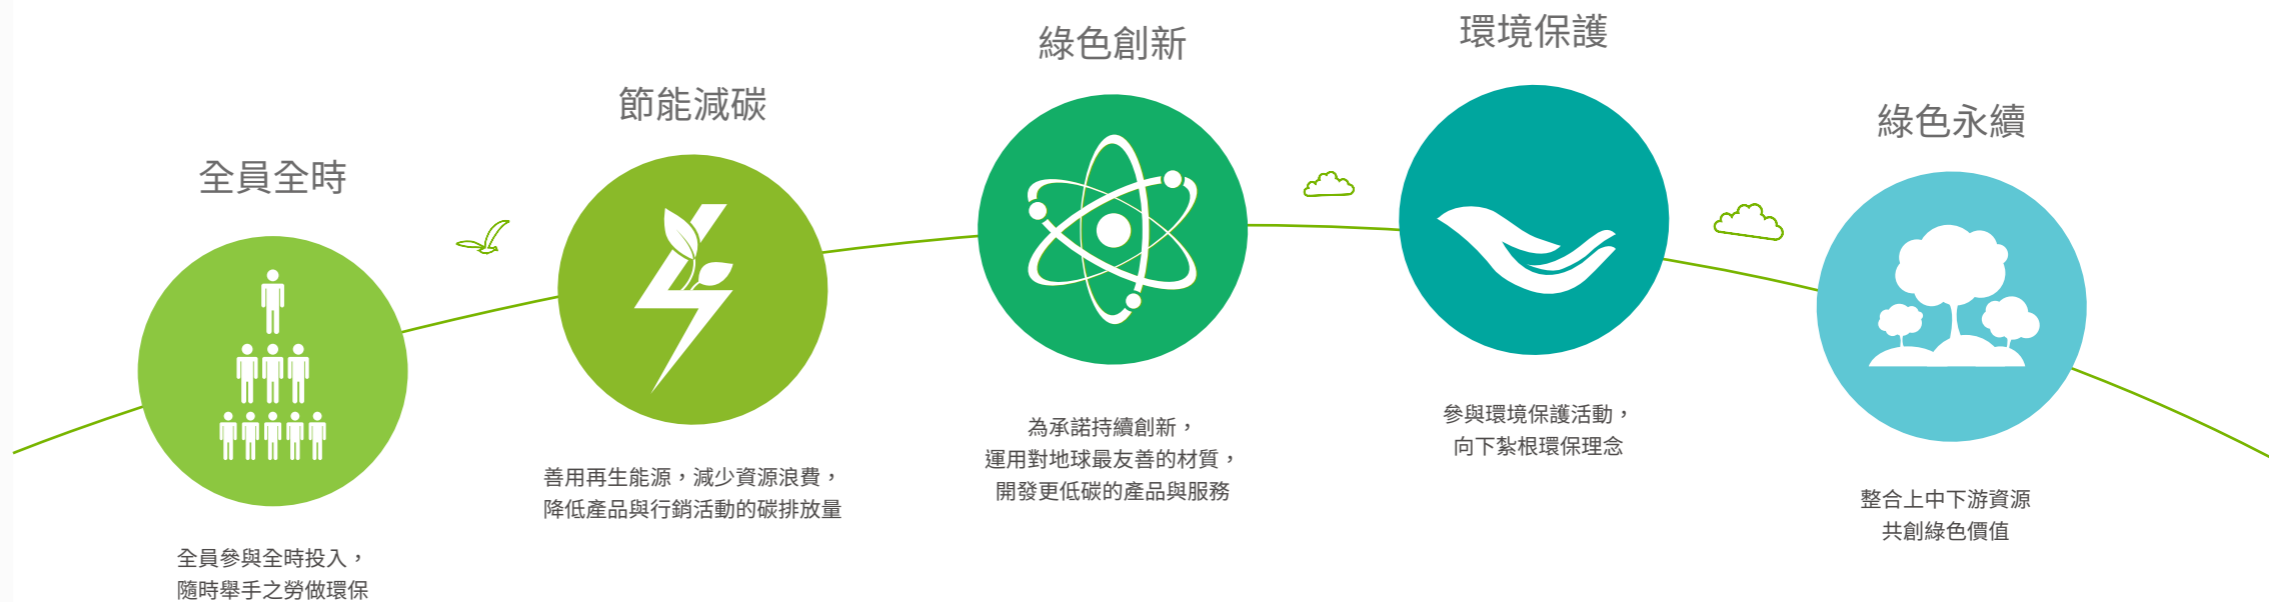 全員全時
全員參與全時投入，
隨時舉手之勞做環保
節能減碳
善用再生能源，減少資源浪費，
降低產品與行銷活動的碳排放量
綠色創新
為承諾持續創新，
運用對地球最友善的材質，
開發更低碳的產品與服務
環境保護
參與環境保護活動，
向下紮根環保理念
綠色永續
整合上中下游資源
共創綠色價值